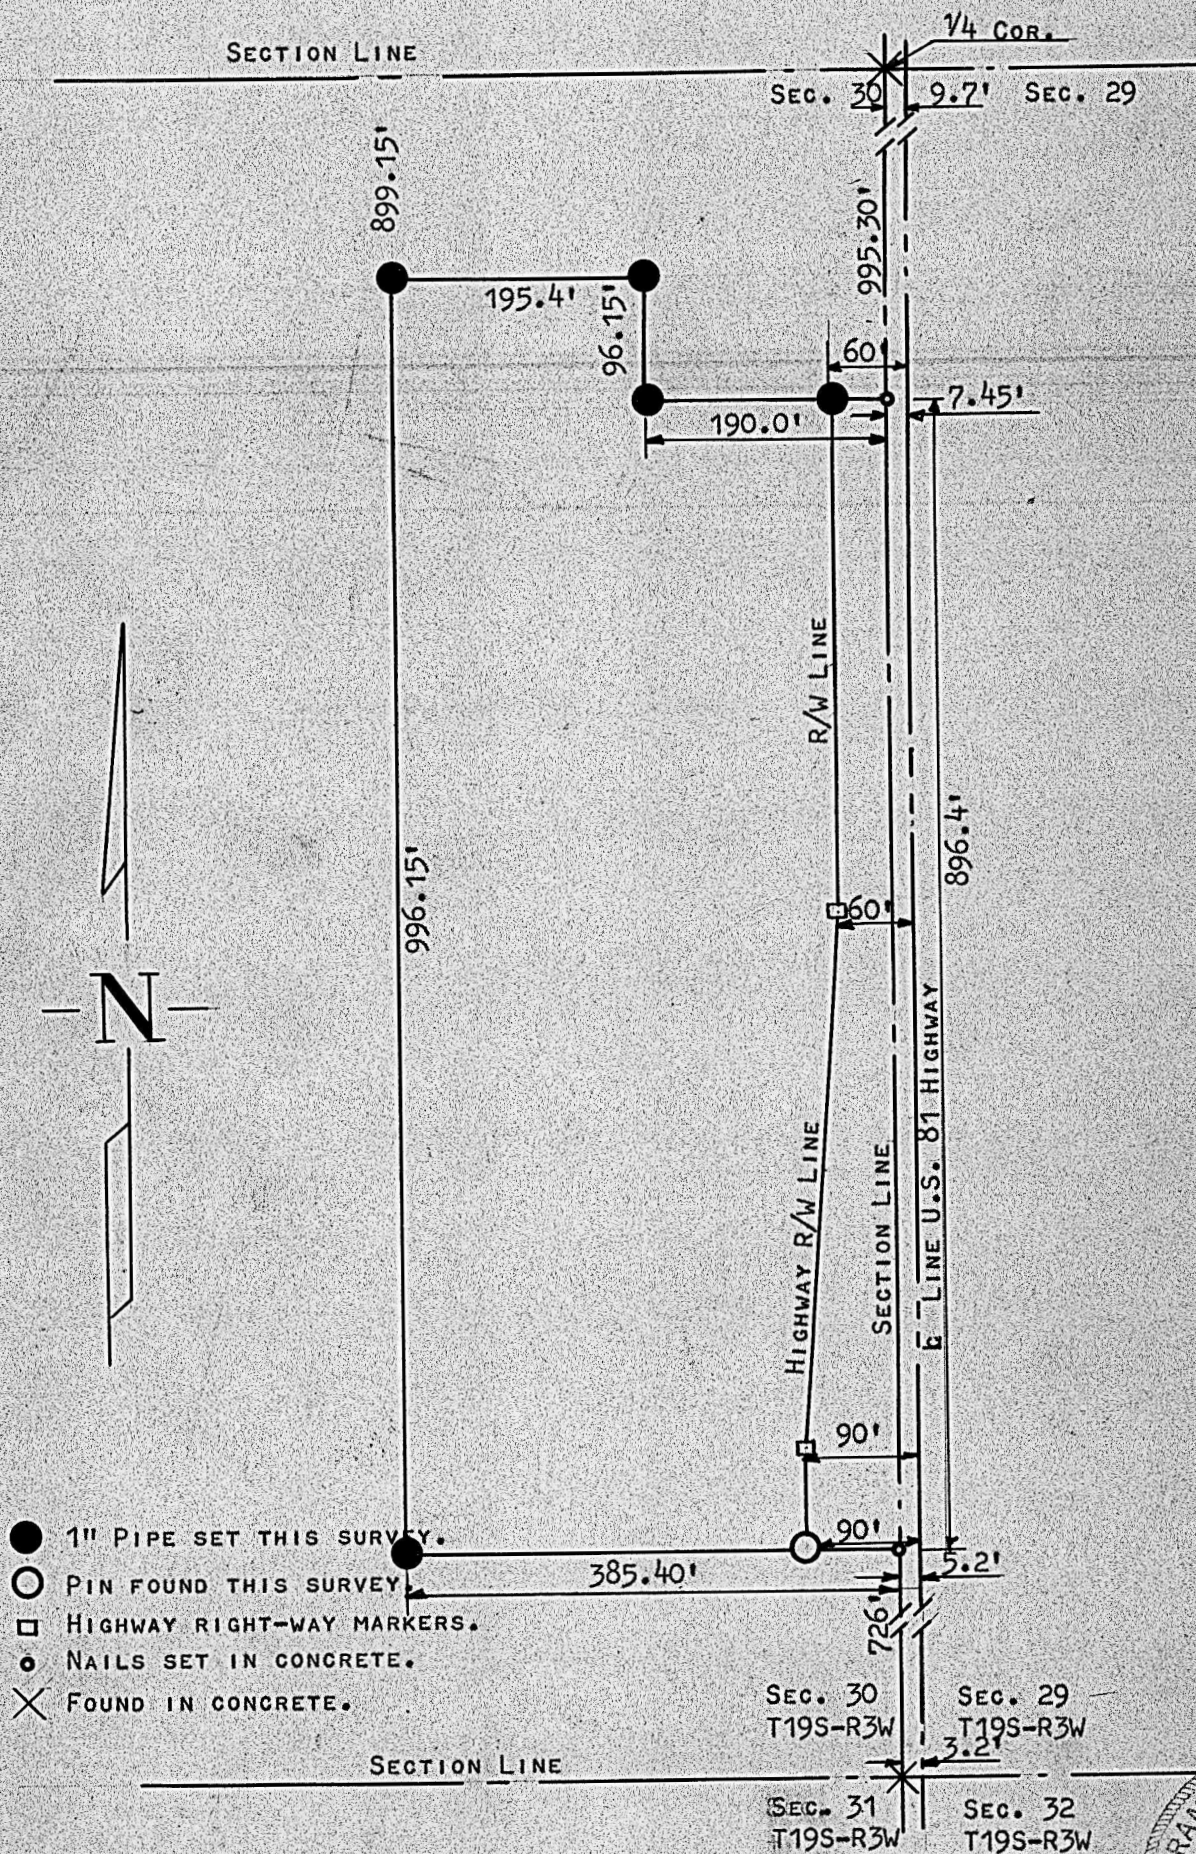 1/4 COR.
SECTION LINE
SEC. 30
9.7'
SEC. 29
899.15'
995.30'
195.4'
96.15'
60'
7.45'
190.0'
R/W LINE
996.15'
896.4'
60'
N
HIGHWAY R/W LINE
SECTION LINE
℄ LINE U.S. 81 HIGHWAY
90'
90'
385.40'
5.2'
726'
1" PIPE SET THIS SURVEY.
PIN FOUND THIS SURVEY.
HIGHWAY RIGHT-WAY MARKERS.
NAILS SET IN CONCRETE.
FOUND IN CONCRETE.
SEC. 30
T19S-R3W
SEC. 29
T19S-R3W
3.2'
SECTION LINE
SEC. 31
T19S-R3W
SEC. 32
T19S-R3W